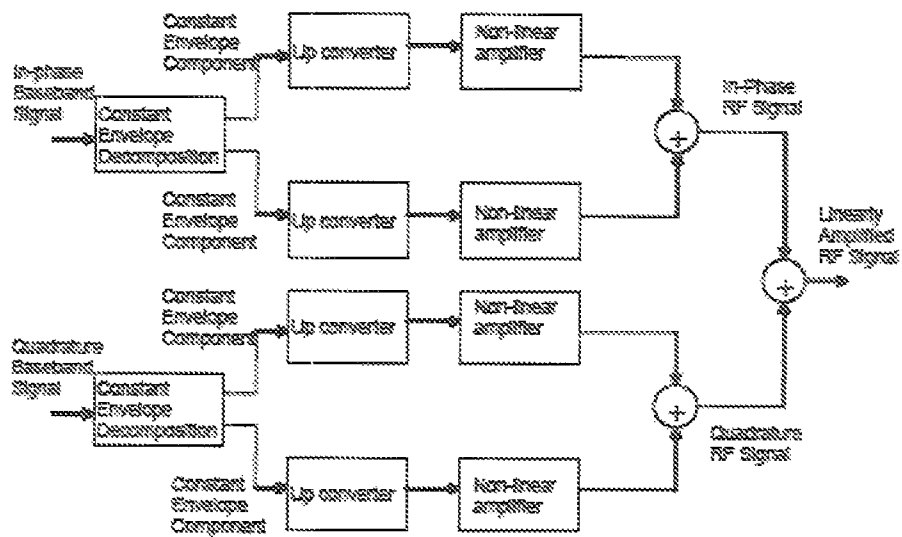 Constant
Envelope
Component
Up converter
Non-linear
amplifier
In-phase
Baseband
Signal
Constant
Envelope
Decomposition
In-Phase
RF Signal
+
Constant
Envelope
Component
Up converter
Non-linear
amplifier
Linearly
Amplified
RF Signal
+
Constant
Envelope
Component
Up converter
Non-linear
amplifier
Quadrature
Baseband
Signal
Constant
Envelope
Decomposition
+
Quadrature
RF Signal
Constant
Envelope
Component
Up converter
Non-linear
amplifier